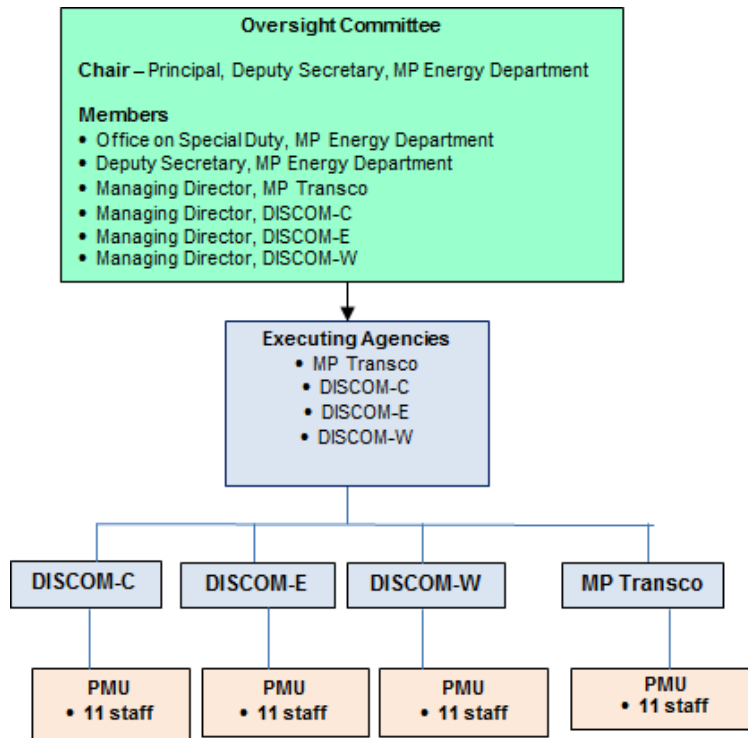 Oversight Committee
Chair – Principal, Deputy Secretary, MP Energy Department
Members
• Office on Special Duty, MP Energy Department
• Deputy Secretary, MP Energy Department
• Managing Director, MP Transco
• Managing Director, DISCOM-C
• Managing Director, DISCOM-E
• Managing Director, DISCOM-W
Executing Agencies
• MP Transco
• DISCOM-C
• DISCOM-E
• DISCOM-W
DISCOM-C
DISCOM-E
DISCOM-W
MP Transco
PMU
• 11 staff
PMU
• 11 staff
PMU
• 11 staff
PMU
• 11 staff